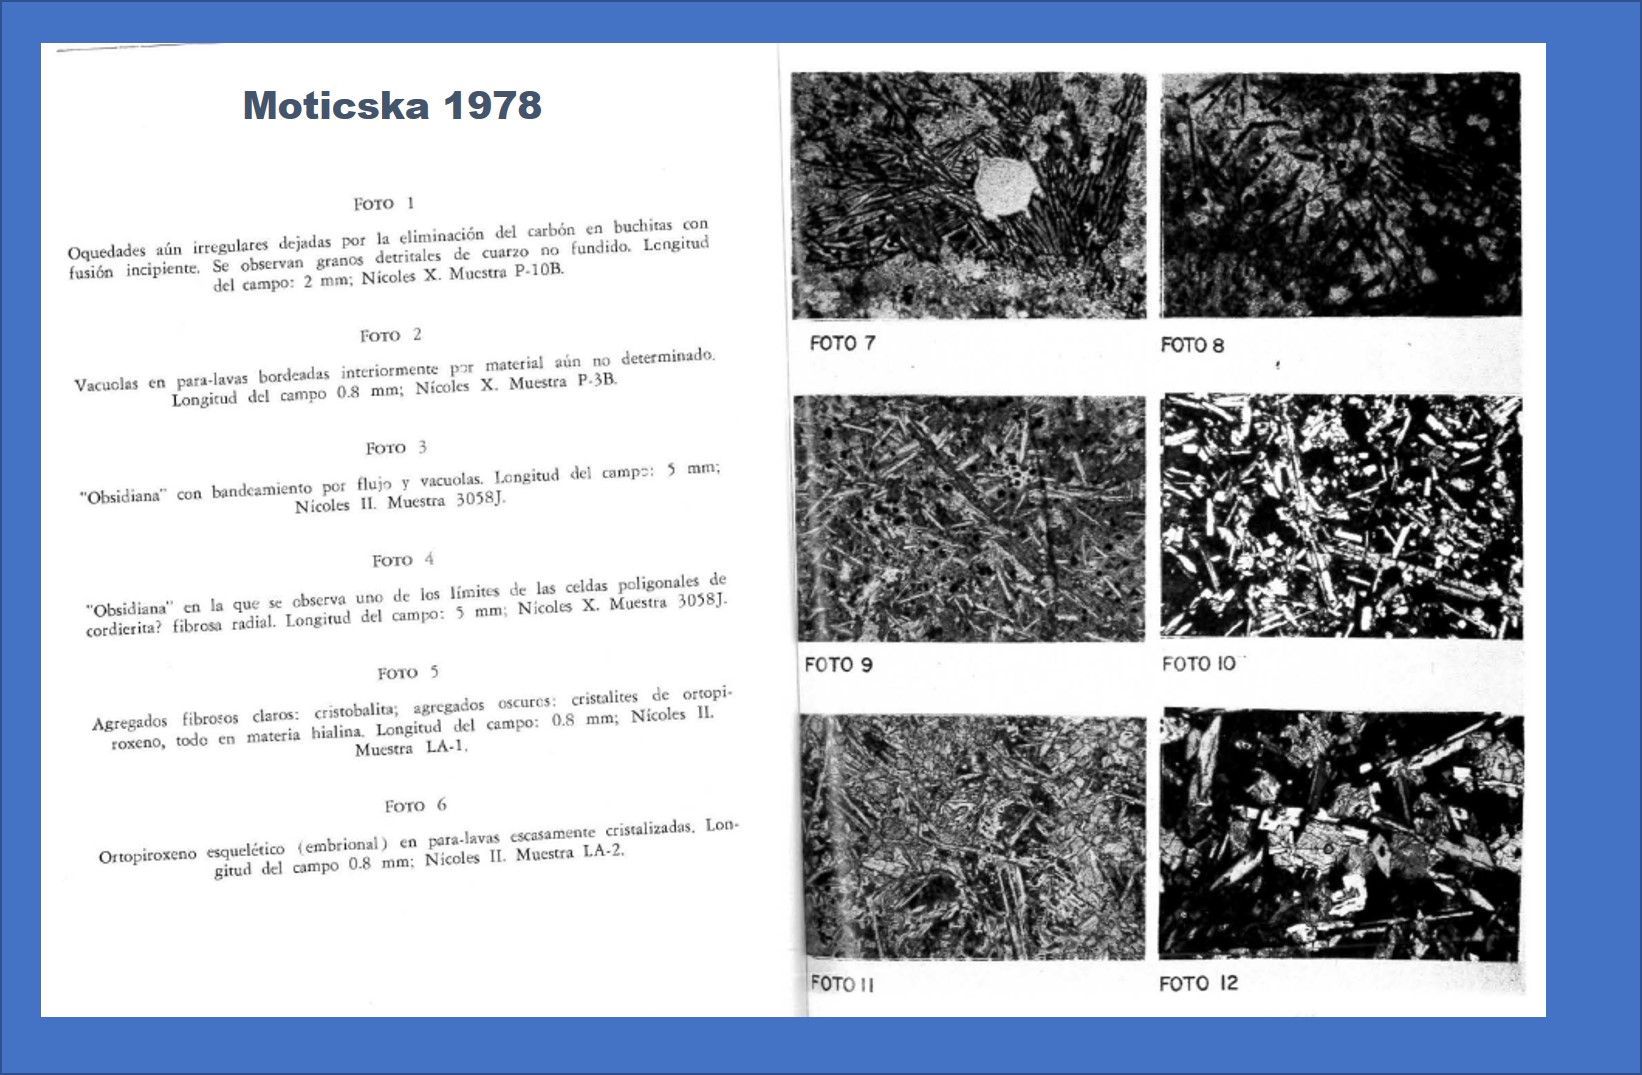 Moticska 1978
FOTO 1
Oquedades aún irregulares dejadas por la eliminación del carbón en buchitas con
fusión incipiente. Se observan granos detritales de cuarzo no fundido. Longitud
del campo: 2 mm; Nícoles X. Muestra P-10B.
FOTO 2
Vacuolas en para-lavas bordeadas interiormente por material aún no determinado.
Longitud del campo 0.8 mm; Nícoles X. Muestra P-3B.
FOTO 3
"Obsidiana" con bandeamiento por flujo y vacuolas. Longitud del campo: 5 mm;
Nícoles II. Muestra 3058J.
FOTO 4
"Obsidiana" en la que se observa uno de los límites de las celdas poligonales de
cordierita? fibrosa radial. Longitud del campo: 5 mm; Nícoles X. Muestra 3058J.
FOTO 5
Agregados fibrosos claros: cristobalita; agregados oscuros: cristalites de ortopi-
roxeno, todo en materia hialina. Longitud del campo: 0.8 mm; Nícoles II.
Muestra LA-1.
FOTO 6
Ortopiroxeno esquelético (embrional) en para-lavas escasamente cristalizadas. Lon-
gitud del campo 0.8 mm; Nícoles II. Muestra LA-2.
FOTO 7
FOTO 8
FOTO 9
FOTO 10
FOTO 11
FOTO 12